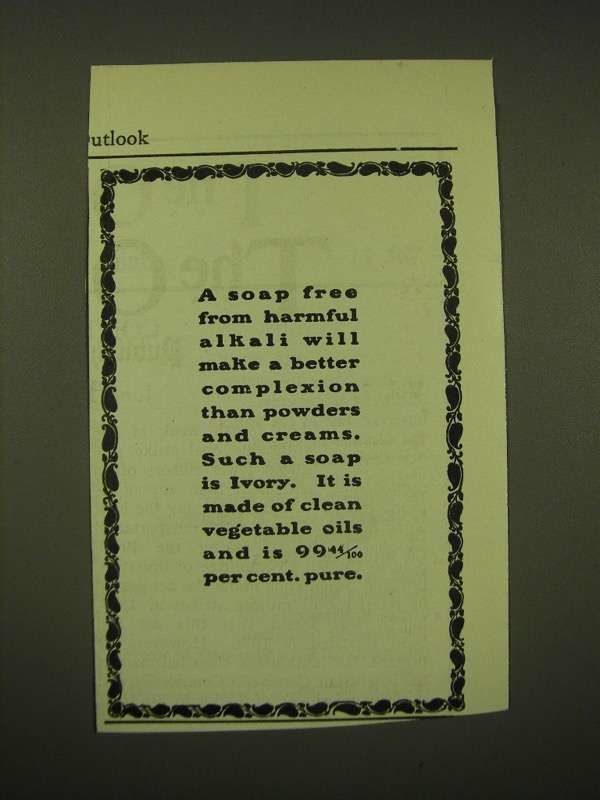 Outlook
A soap free
from harmful
alkali will
make a better
complexion
than powders
and creams.
Such a soap
is Ivory. It is
made of clean
vegetable oils
and is 99 44/100
per cent. pure.